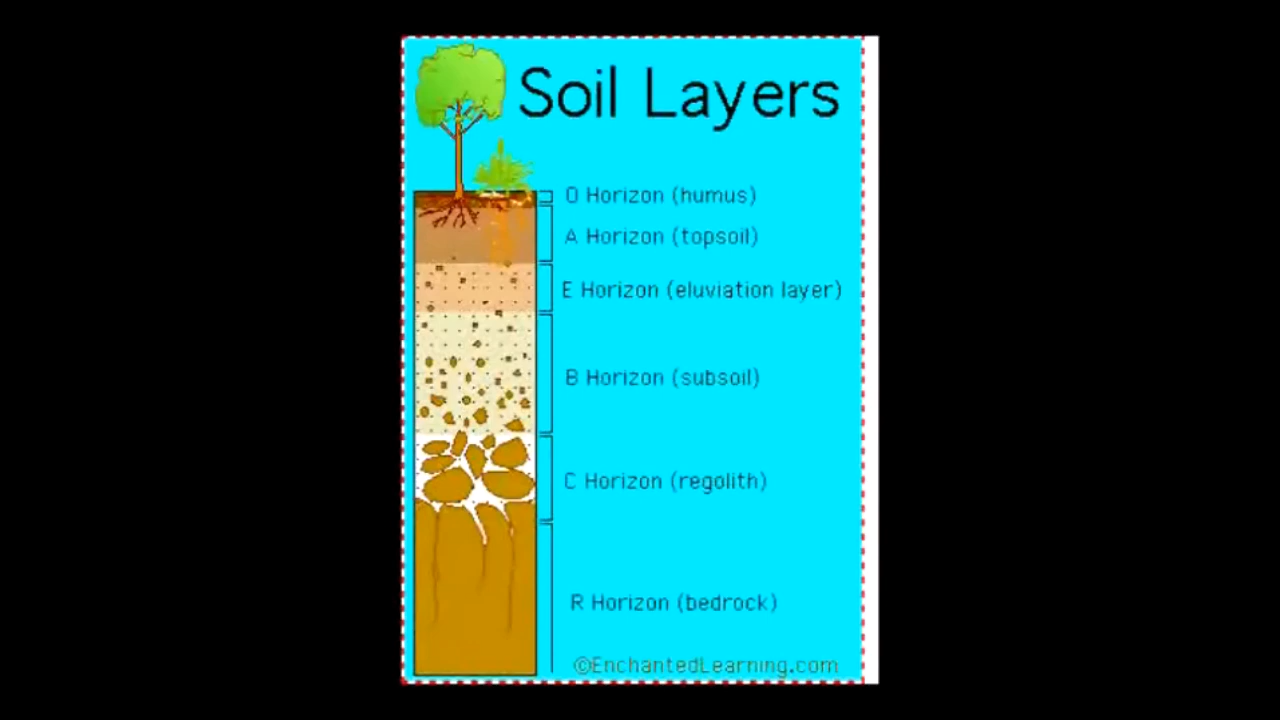 Soil Layers
O Horizon (humus)
A Horizon (topsoil)
E Horizon (eluviation layer)
B Horizon (subsoil)
C Horizon (regolith)
R Horizon (bedrock)
©EnchantedLearning.com